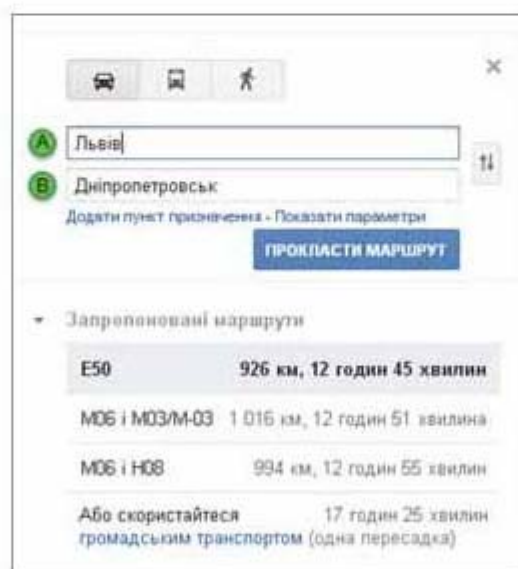 A Львів
B Дніпропетровськ
Додати пункт призначення - Показати параметри
ПРОКЛАСТИ МАРШРУТ
Запропоновані маршрути
E50 926 км, 12 годин 45 хвилин
M06 і M03/M-03 1 016 км, 12 годин 51 хвилина
M06 і H08 994 км, 12 годин 55 хвилин
Або скористайтеся 17 годин 25 хвилин
громадським транспортом (одна пересадка)